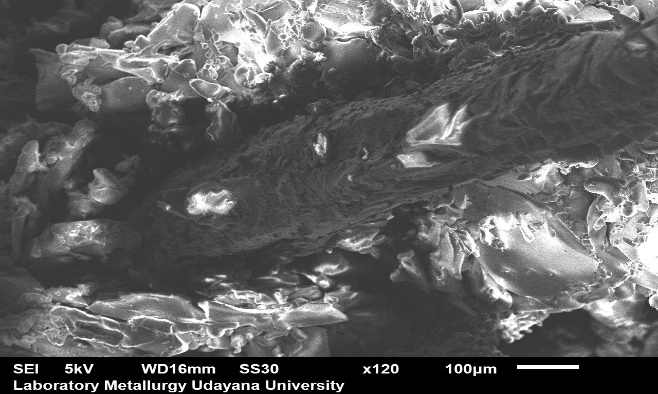 SEI 5kV WD16mm SS30 x120 100µm
Laboratory Metallurgy Udayana University